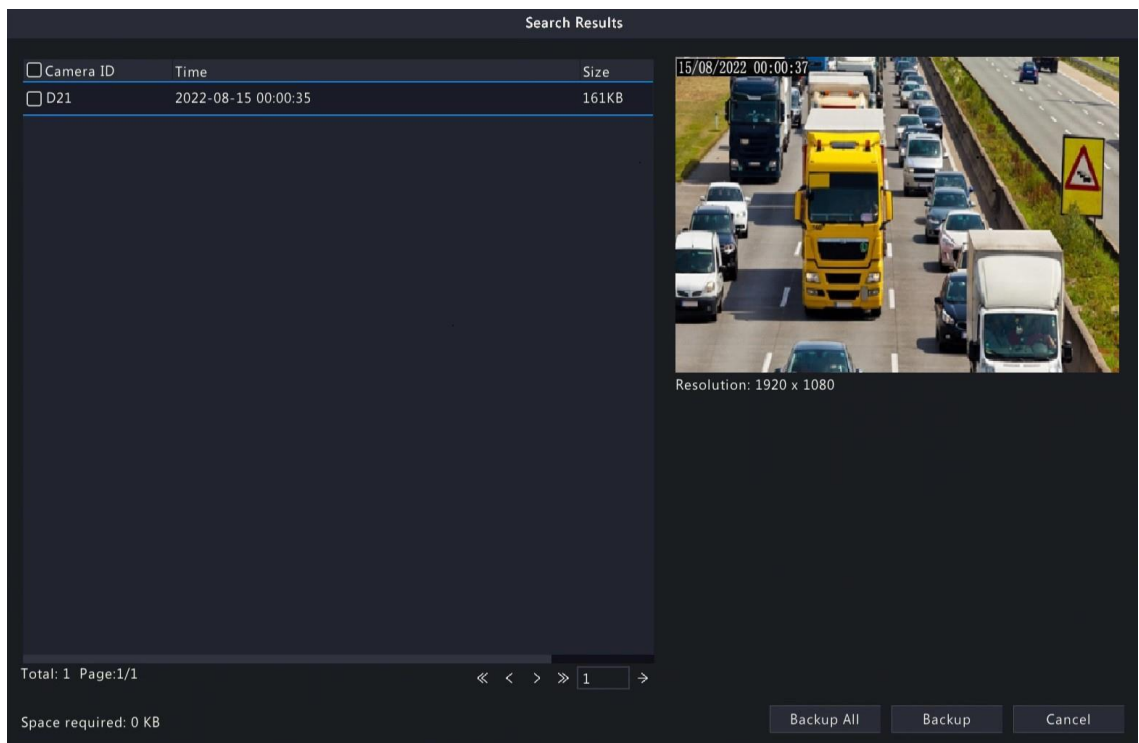 Search Results
Camera ID Time Size
D21 2022-08-15 00:00:35 161KB
15/08/2022 00:00:37
Resolution: 1920 x 1080
Total: 1 Page:1/1
1
Space required: 0 KB
Backup All Backup Cancel